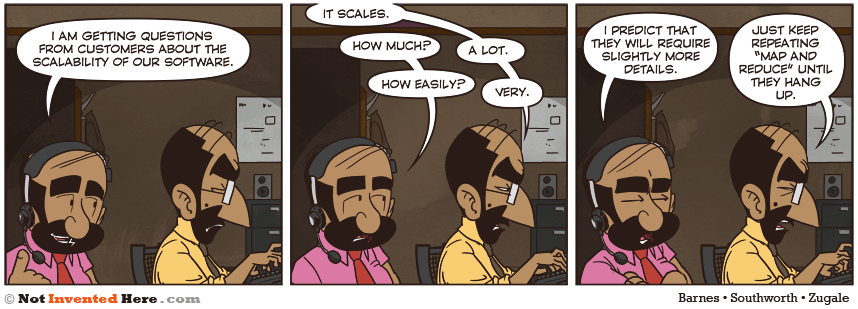 I AM GETTING QUESTIONS
FROM CUSTOMERS ABOUT THE
SCALABILITY OF OUR SOFTWARE.
IT SCALES.
HOW MUCH?
A LOT.
HOW EASILY?
VERY.
I PREDICT THAT
THEY WILL REQUIRE
SLIGHTLY MORE
DETAILS.
JUST KEEP
REPEATING
"MAP AND
REDUCE" UNTIL
THEY HANG
UP.
© Not Invented Here.com
Barnes • Southworth • Zugale